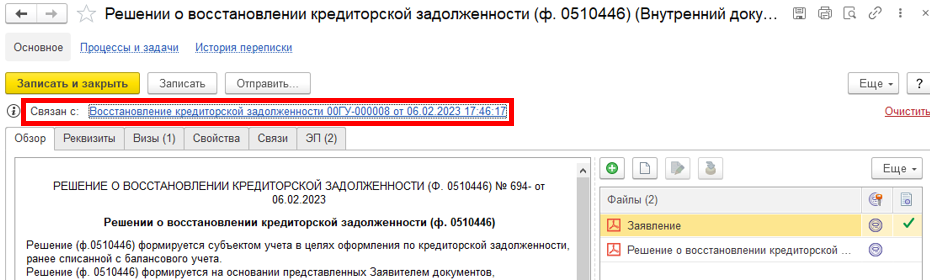 Решении о восстановлении кредиторской задолженности (ф. 0510446) (Внутренний доку...
Основное Процессы и задачи История переписки
Записать и закрыть Записать Отправить... Еще ?
Связан с: Восстановление кредиторской задолженности 00ГУ-000008 от 06.02.2023 17:46:17 Очистить
Обзор Реквизиты Визы (1) Свойства Связи ЭП (2)
РЕШЕНИЕ О ВОССТАНОВЛЕНИИ КРЕДИТОРСКОЙ ЗАДОЛЖЕННОСТИ (Ф. 0510446) № 694- от
06.02.2023
Решении о восстановлении кредиторской задолженности (ф. 0510446)
Решение (ф.0510446) формируется субъектом учета в целях оформления по кредиторской задолженности,
ранее списанной с балансового учета.
Решение (ф. 0510446) формируется на основании представленных Заявителем документов,
Еще
Файлы (2)
Заявление
Решение о восстановлении кредиторской ...